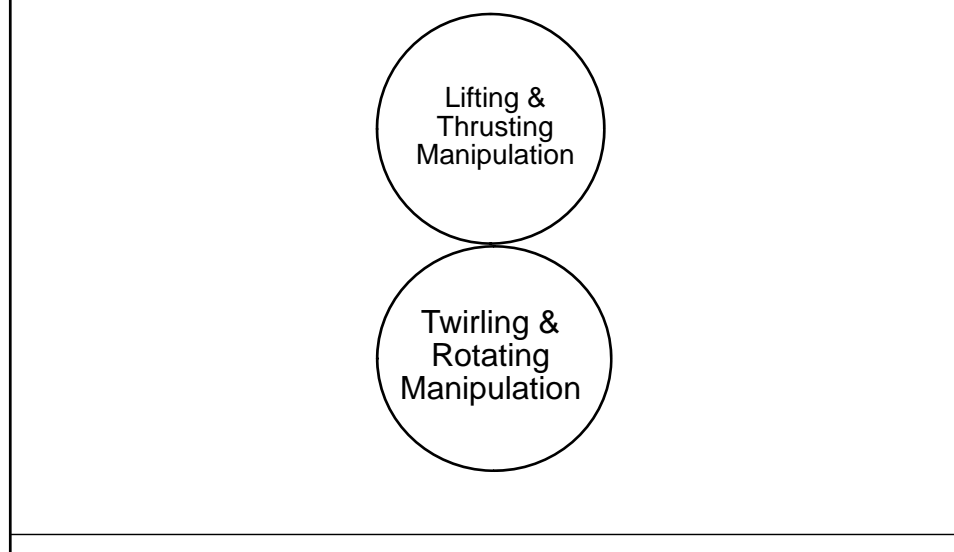 Lifting &
Thrusting
Manipulation
Twirling &
Rotating
Manipulation